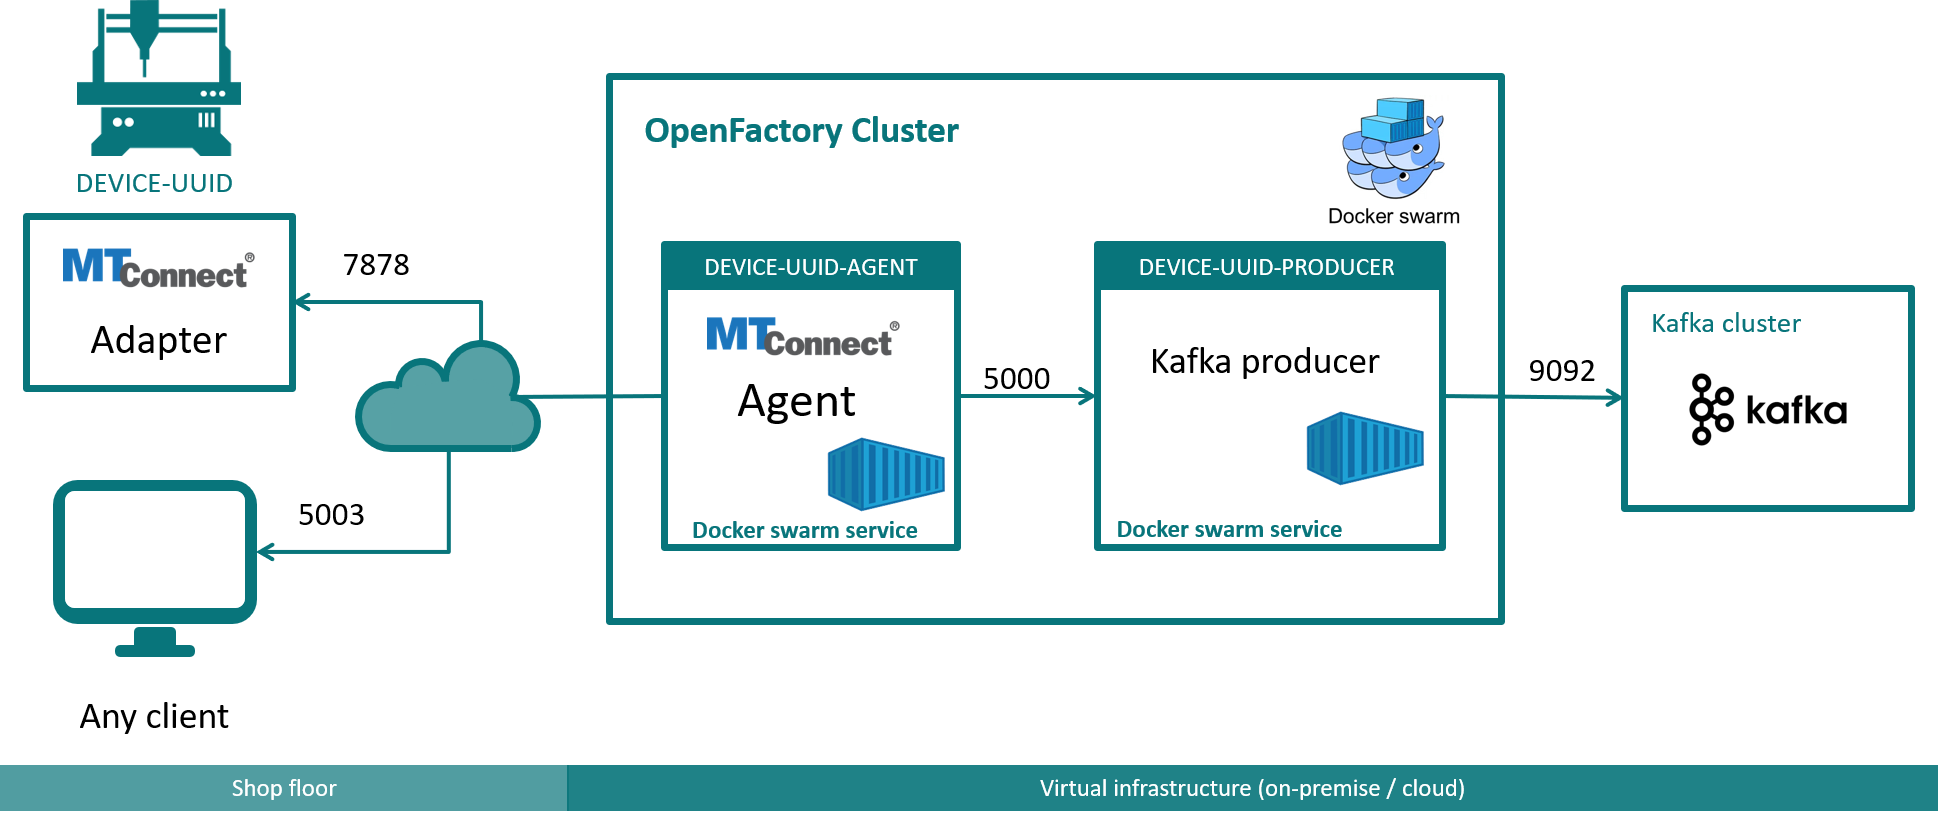 DEVICE-UUID
MTConnect®
Adapter
7878
5003
Any client
OpenFactory Cluster
Docker swarm
DEVICE-UUID-AGENT
MTConnect®
Agent
Docker swarm service
5000
DEVICE-UUID-PRODUCER
Kafka producer
Docker swarm service
9092
Kafka cluster
kafka
Shop floor
Virtual infrastructure (on-premise / cloud)